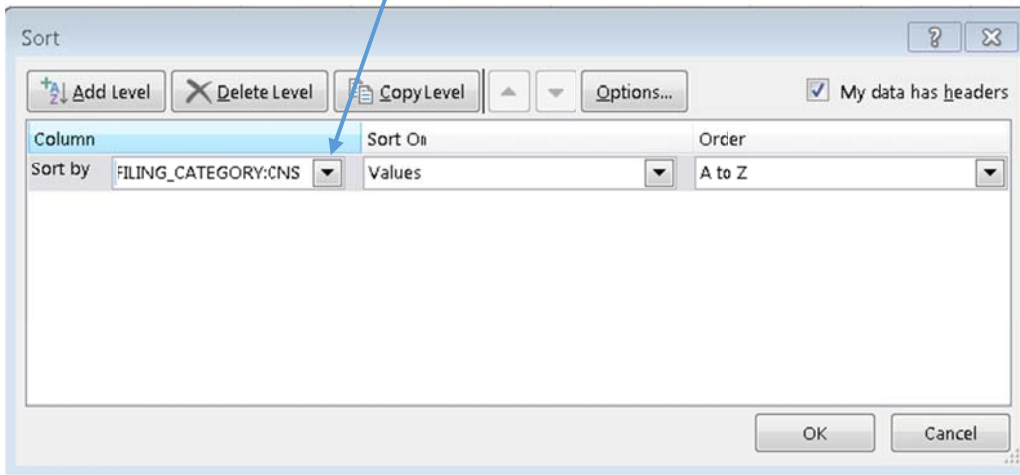 Sort
Add Level Delete Level Copy Level Options... My data has headers
Column Sort On Order
Sort by FILING_CATEGORY:CNS Values A to Z
OK Cancel